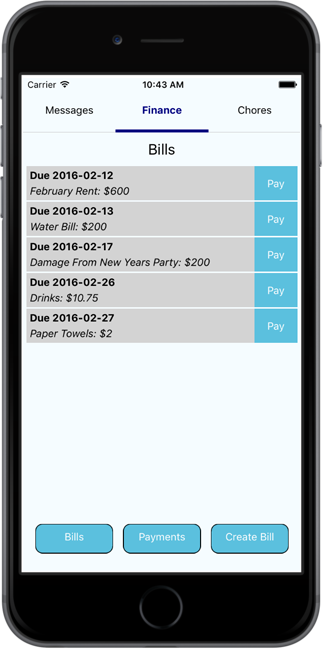 Carrier 10:43 AM
Messages Finance Chores
Bills
Due 2016-02-12
February Rent: $600
Pay
Due 2016-02-13
Water Bill: $200
Pay
Due 2016-02-17
Damage From New Years Party: $200
Pay
Due 2016-02-26
Drinks: $10.75
Pay
Due 2016-02-27
Paper Towels: $2
Pay
Bills Payments Create Bill